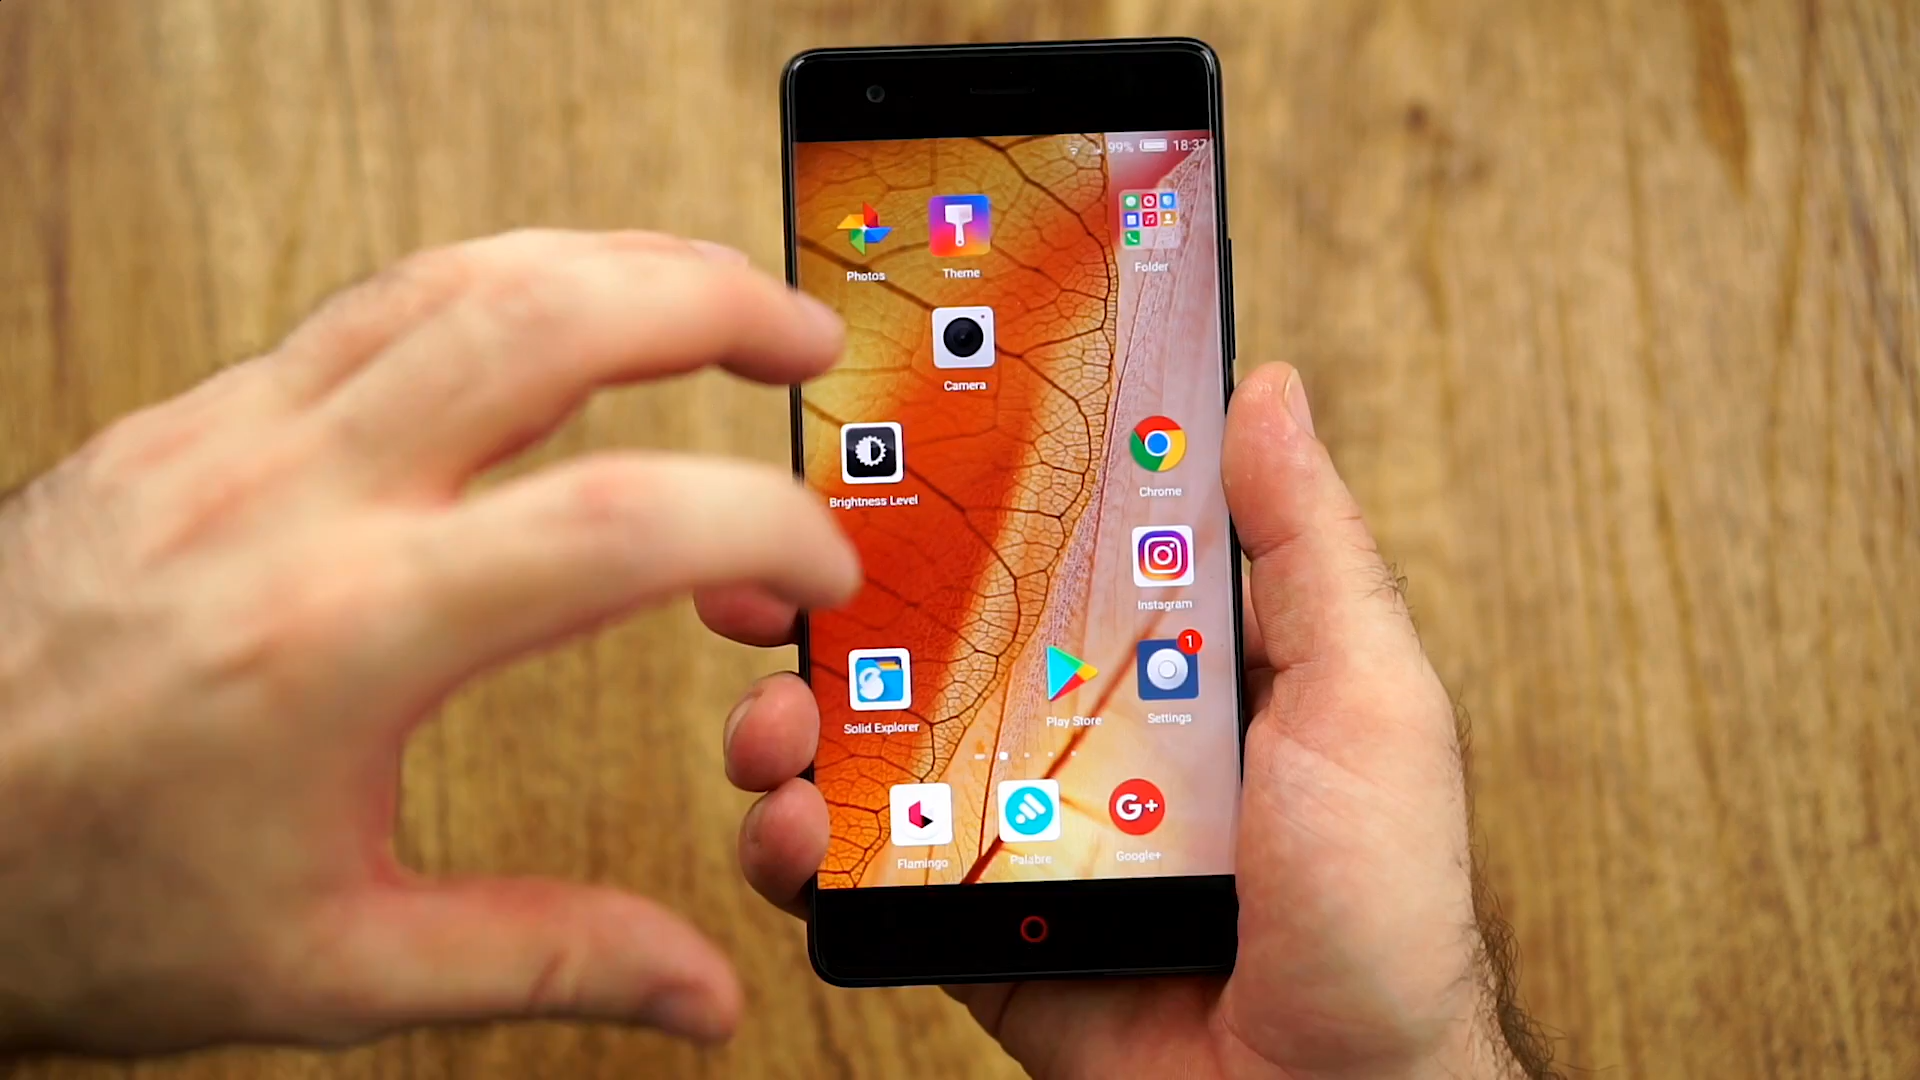 99% 18:37
Photos
Theme
Folder
Camera
Brightness Level
Chrome
Instagram
1
Solid Explorer
Play Store
Settings
G+
Flamingo
Palabre
Google+